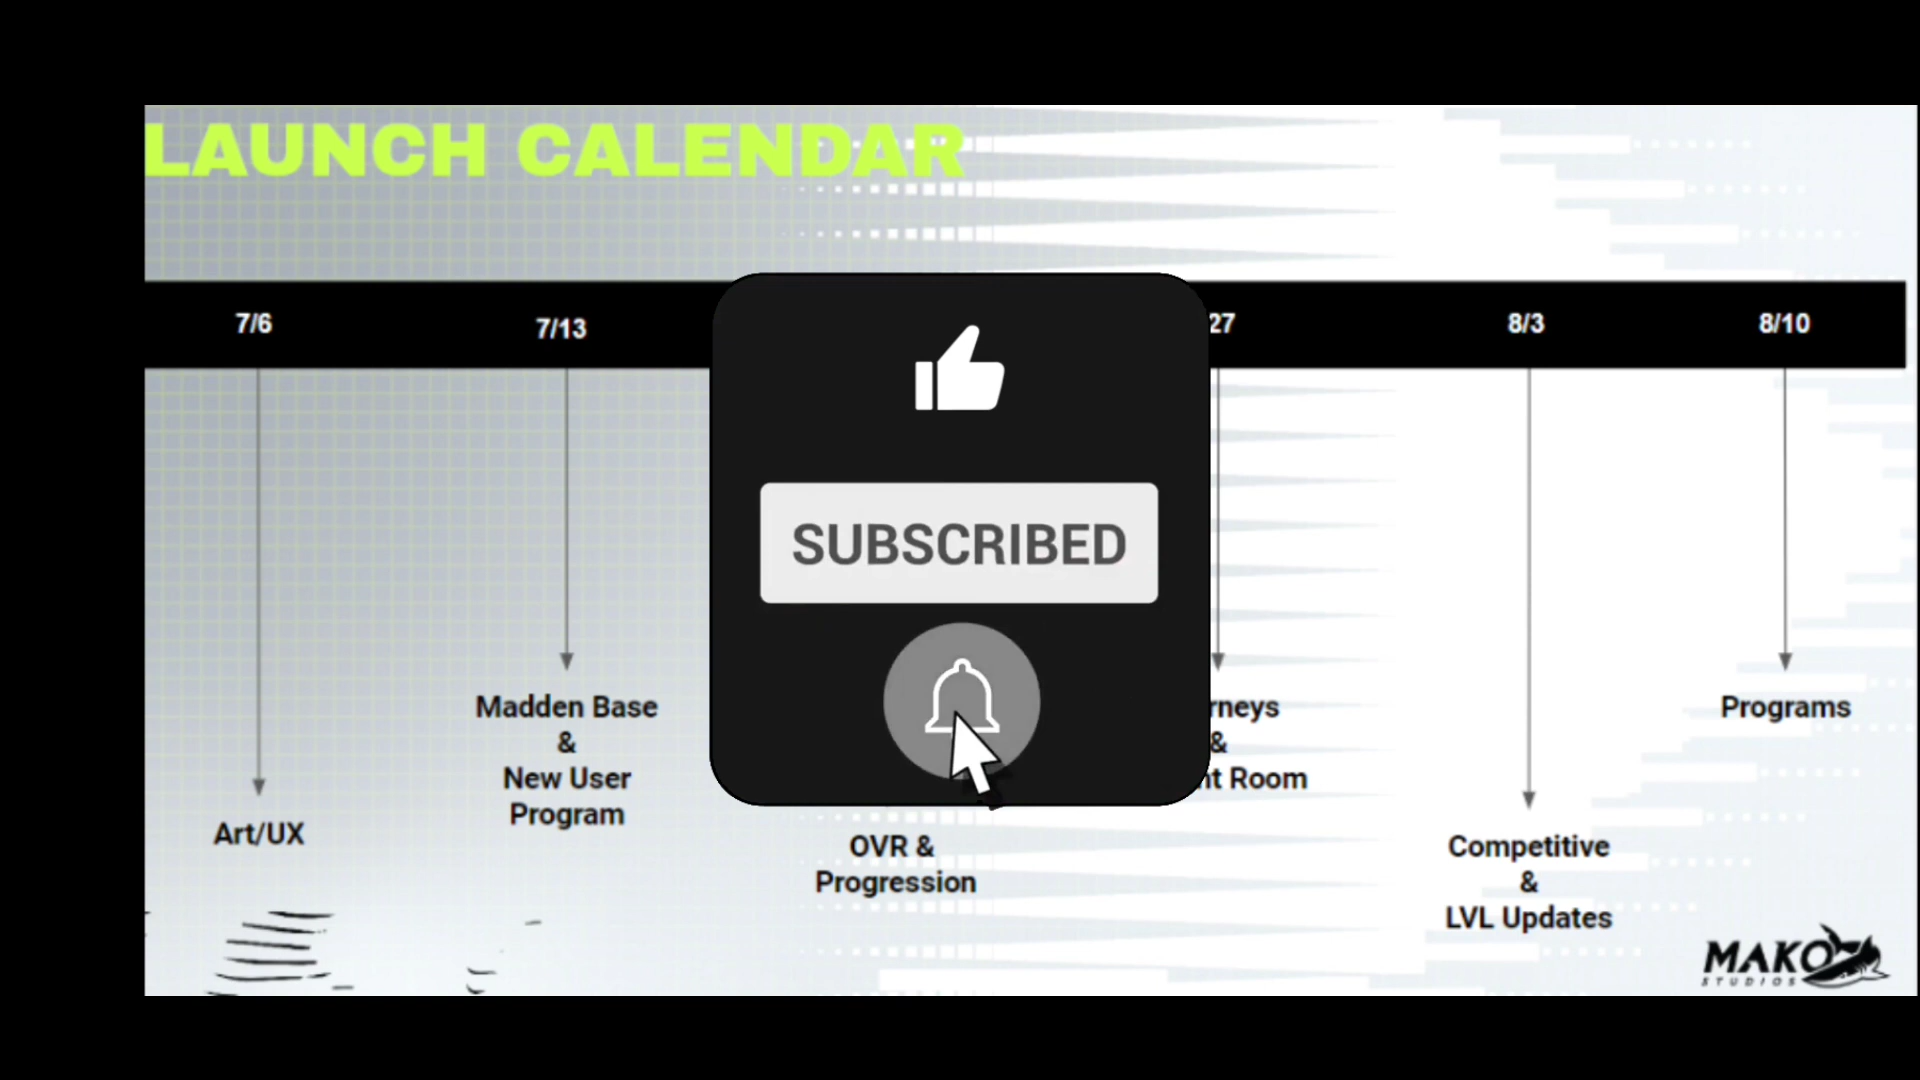 LAUNCH CALENDAR
7/6
7/13
27
8/3
8/10
SUBSCRIBED
Madden Base
&
New User
Program
Art/UX
OVR &
Progression
rneys
&
nt Room
Competitive
&
LVL Updates
Programs
MAKO
STUDIOS